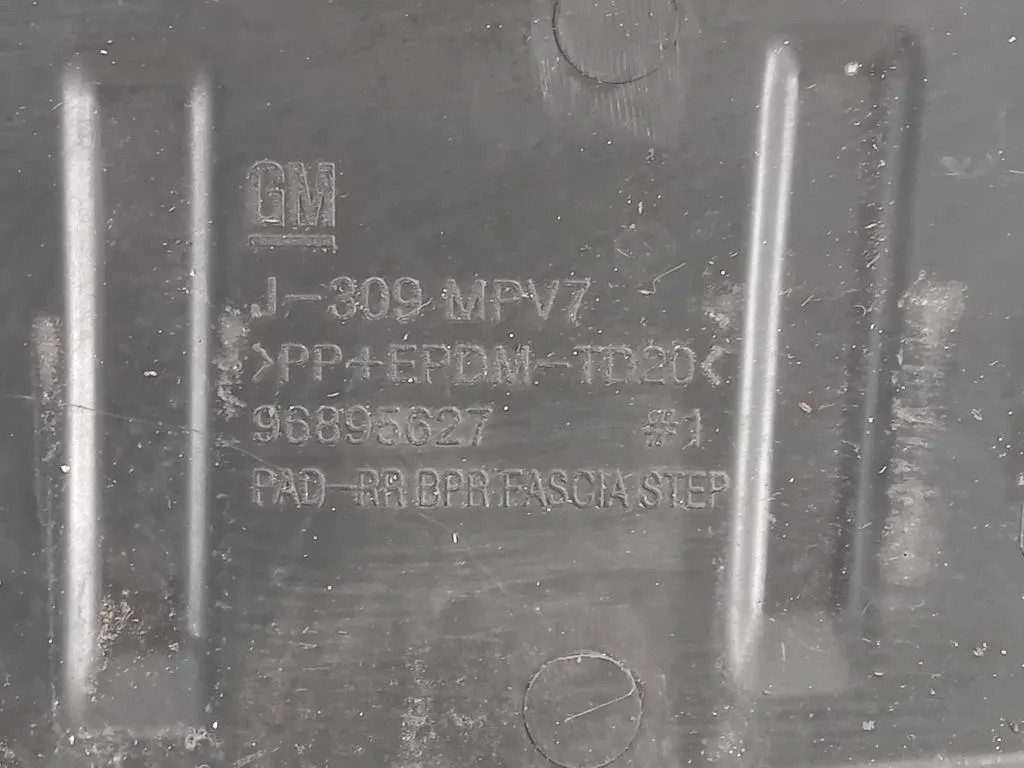 GM
J-309 MPV7
>PP+EPDM-TD20<
96895627 #1
PAD-RR BPR FASCIA STEP